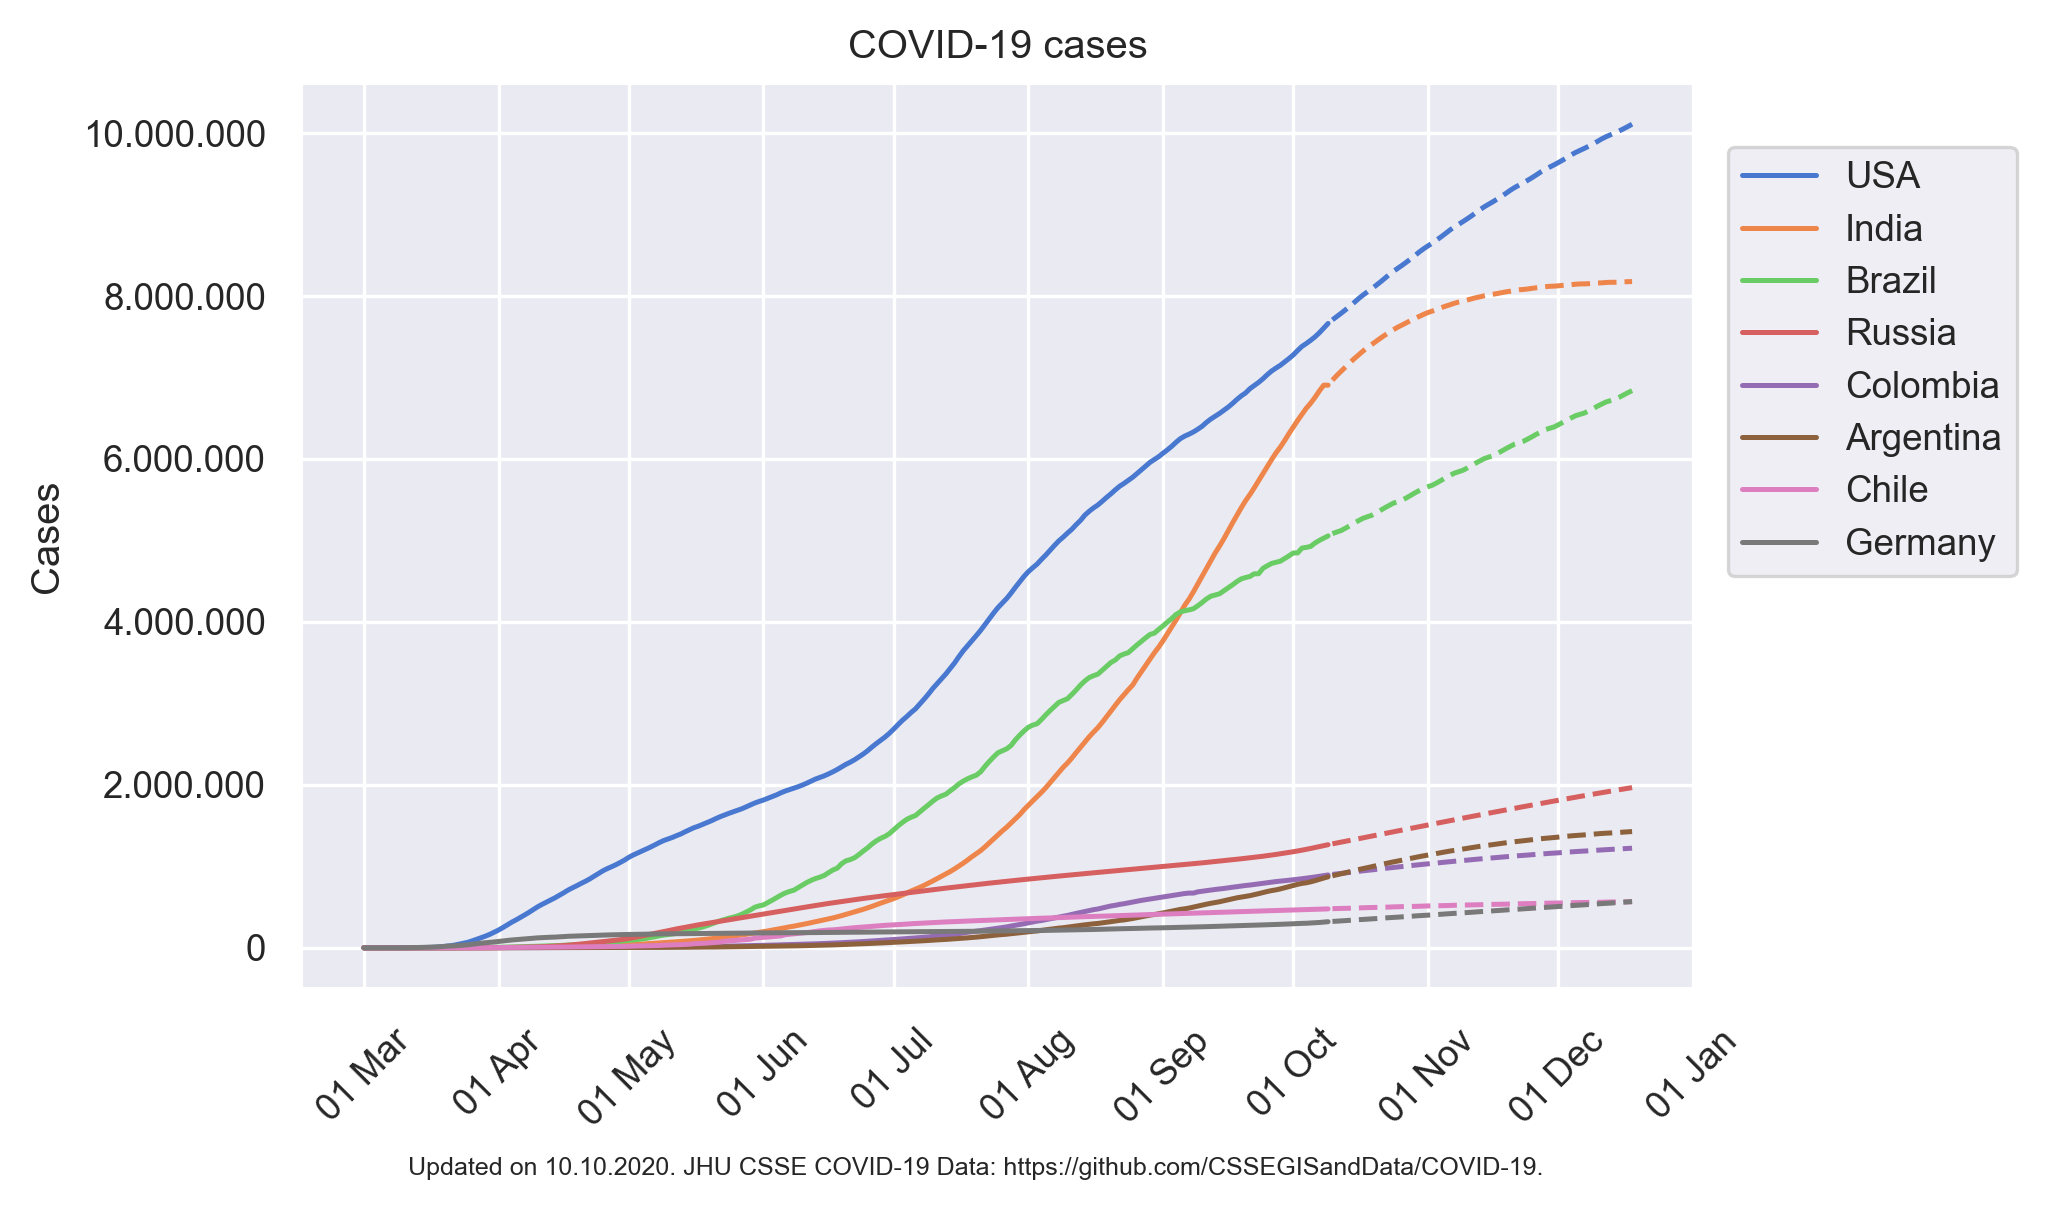 COVID-19 cases
Cases
10.000.000
8.000.000
6.000.000
4.000.000
2.000.000
0
01 Mar
01 Apr
01 May
01 Jun
01 Jul
01 Aug
01 Sep
01 Oct
01 Nov
01 Dec
01 Jan
USA
India
Brazil
Russia
Colombia
Argentina
Chile
Germany
Updated on 10.10.2020. JHU CSSE COVID-19 Data: https://github.com/CSSEGISandData/COVID-19.